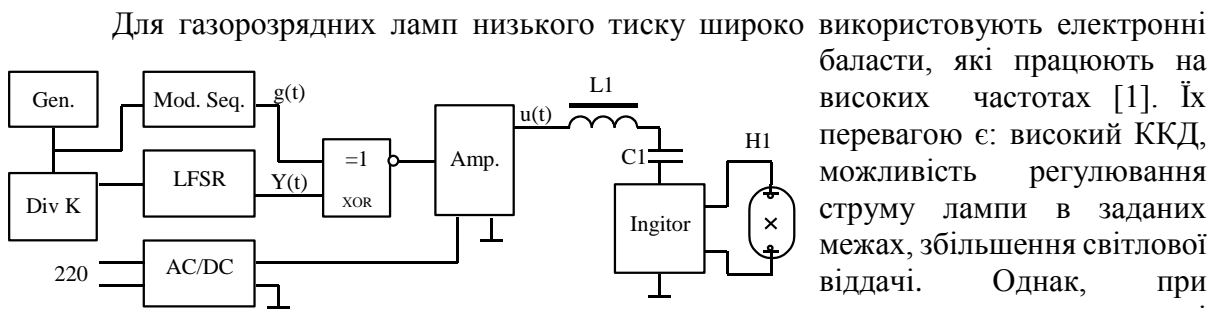 Для газорозрядних ламп низького тиску широко використовують електронні
баласти, які працюють на
високих частотах [1]. Їх
перевагою є: високий ККД,
можливість регулювання
струму лампи в заданих
межах, збільшення світлової
віддачі. Однак, при
Gen.
Mod. Seq.
g(t)
L1
u(t)
C1
H1
=1
XOR
Amp.
LFSR
Y(t)
Div K
Ingitor
AC/DC
220